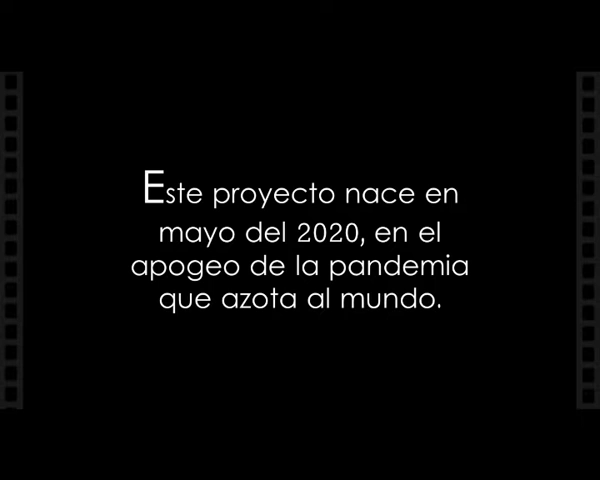 Este proyecto nace en
mayo del 2020, en el
apogeo de la pandemia
que azota al mundo.